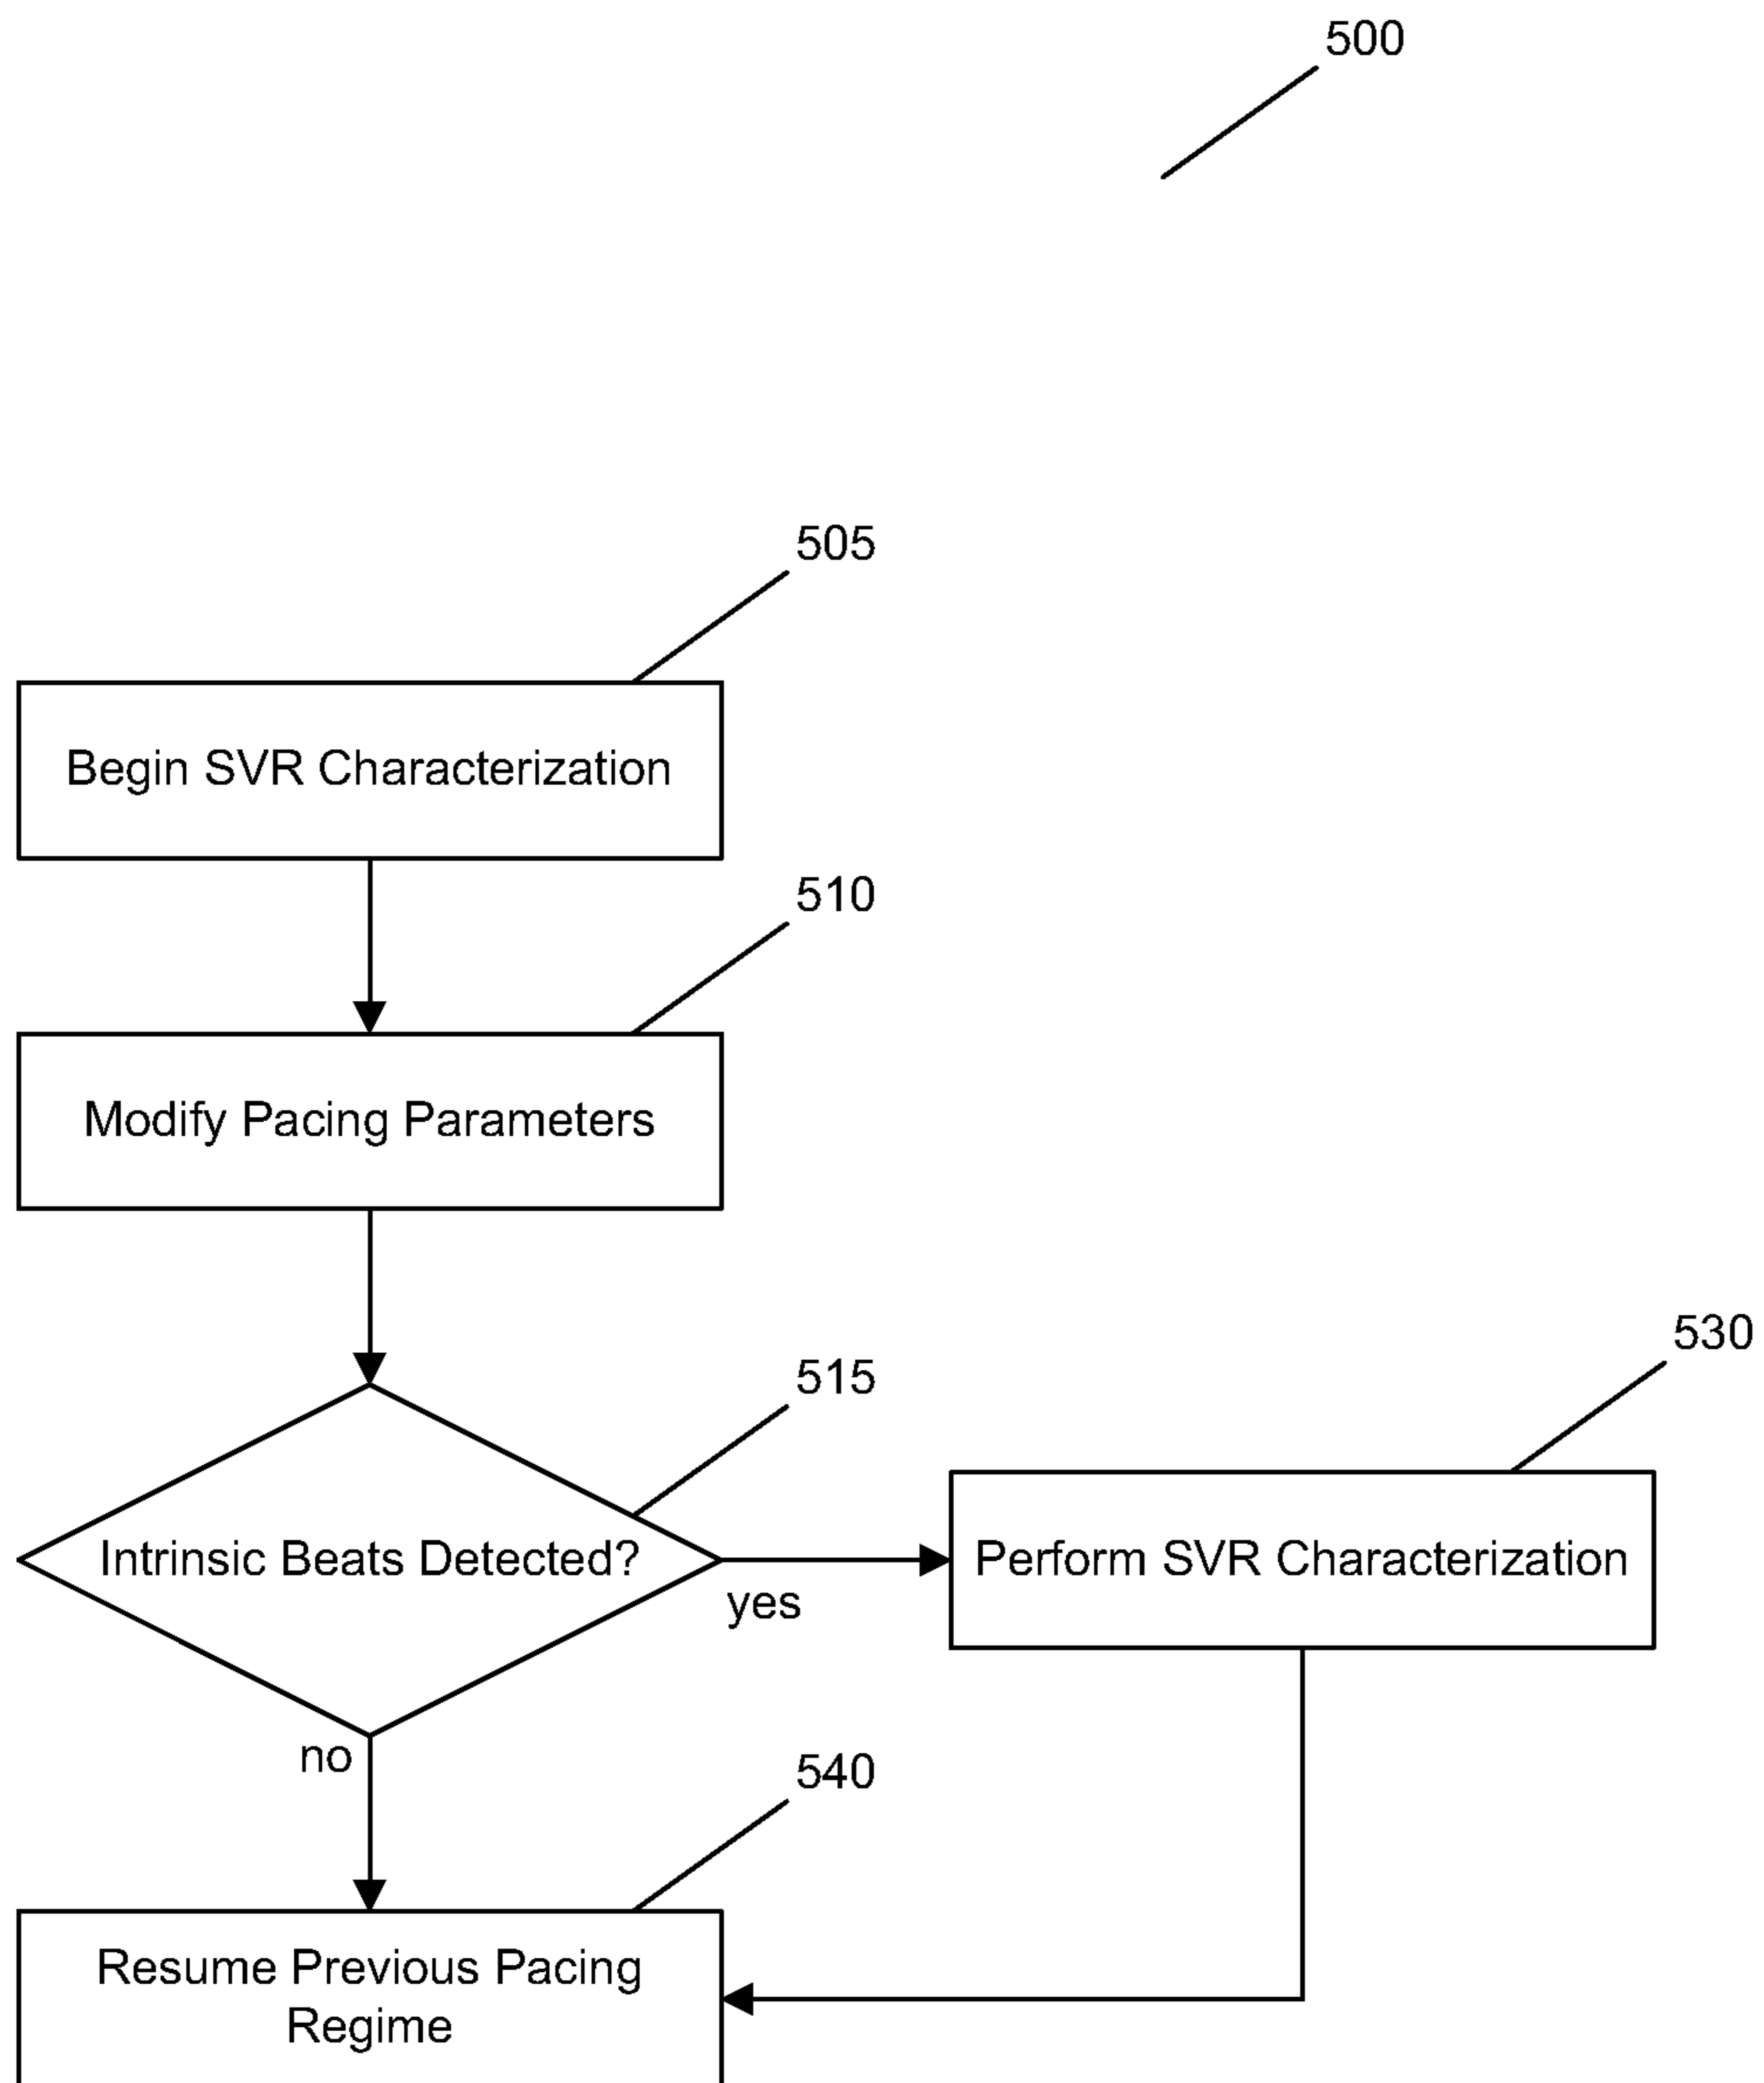 500
505
Begin SVR Characterization
510
Modify Pacing Parameters
515
530
Intrinsic Beats Detected?
Perform SVR Characterization
yes
no
540
Resume Previous Pacing
Regime